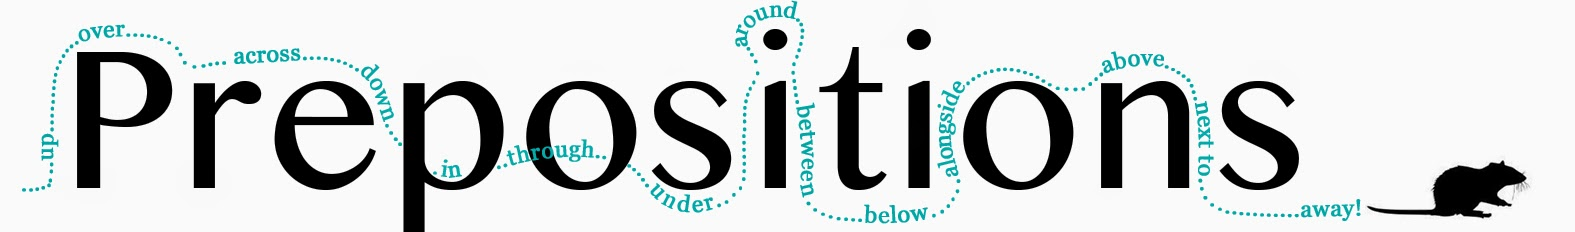 Prepositions
up
over
across
down
in
through
under
around
between
below
alongside
above
next to
away!